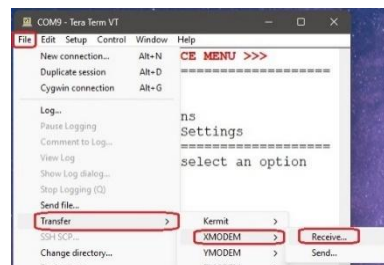 COM9 - Tera Term VT
File Edit Setup Control Window Help
New connection... Alt+N
Duplicate session Alt+D
Cygwin connection Alt+G
Log...
Pause Logging
Comment to Log...
View Log
Show Log dialog...
Stop Logging (Q)
Send file...
Transfer >
SSH SCP...
Change directory...
CE MENU >>>
====================
ns
Settings
====================
select an option
Kermit >
XMODEM >
YMODEM >
Receive...
Send...